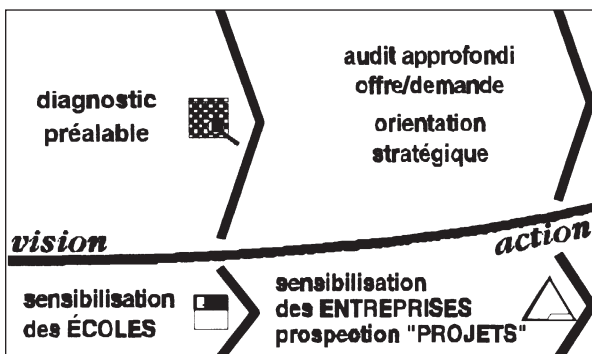 diagnostic
préalable
audit approfondi
offre/demande
orientation
stratégique
vision
action
sensibilisation
des ÉCOLES
sensibilisation
des ENTREPRISES
prospection "PROJETS"